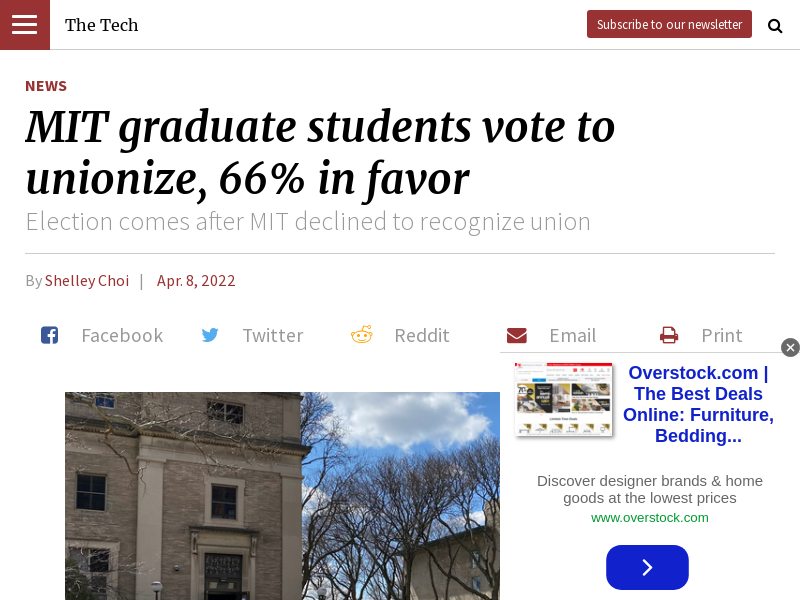 The Tech
Subscribe to our newsletter
NEWS
MIT graduate students vote to
unionize, 66% in favor
Election comes after MIT declined to recognize union
By Shelley Choi | Apr. 8, 2022
Facebook Twitter Reddit Email Print
Overstock.com |
The Best Deals
Online: Furniture,
Bedding...
Discover designer brands & home
goods at the lowest prices
www.overstock.com